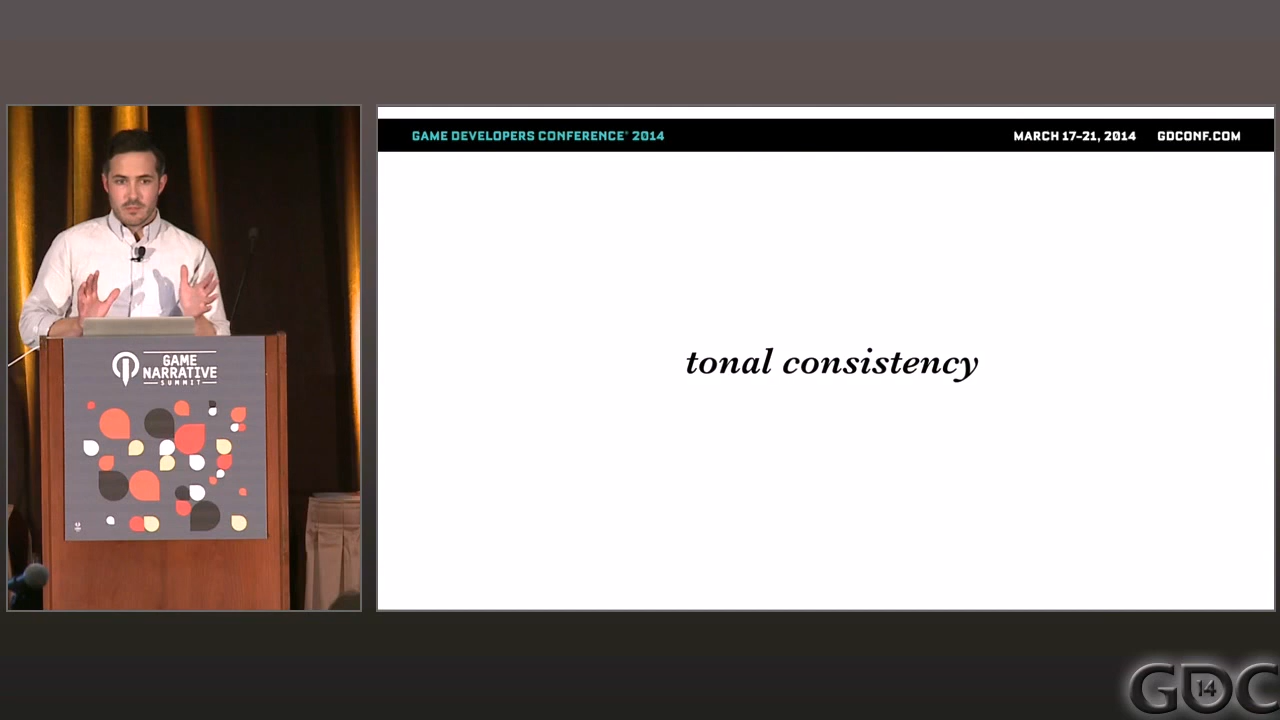 GAME DEVELOPERS CONFERENCE® 2014
MARCH 17–21, 2014 GDCONF.COM
tonal consistency
GAME
NARRATIVE
SUMMIT
GDC
14